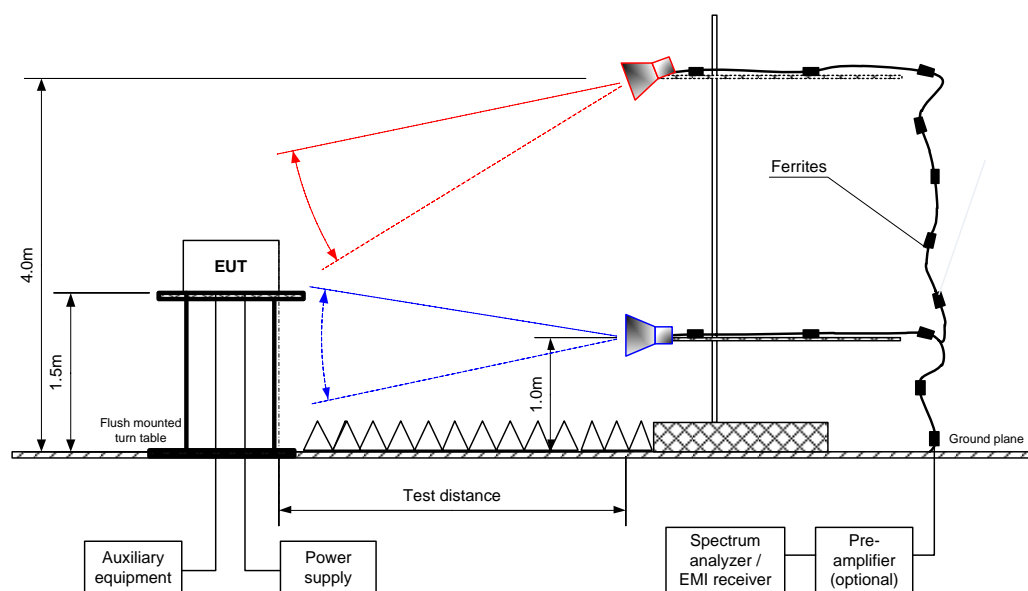 4.0m
Ferrites
EUT
1.5m
1.0m
Flush mounted
turn table
Ground plane
Test distance
Auxiliary
equipment
Power
supply
Spectrum
analyzer /
EMI receiver
Pre-
amplifier
(optional)